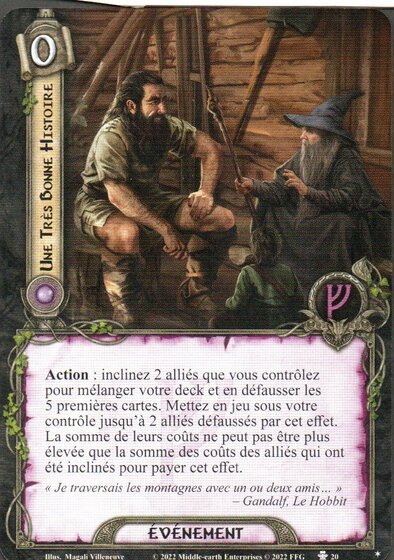 0
UNE TRÈS BONNE HISTOIRE
Action : inclinez 2 alliés que vous contrôlez
pour mélanger votre deck et en défausser les
5 premières cartes. Mettez en jeu sous votre
contrôle jusqu'à 2 alliés défaussés par cet effet.
La somme de leurs coûts ne peut pas être plus
élevée que la somme des coûts des alliés qui ont
été inclinés pour payer cet effet.
« Je traversais les montagnes avec un ou deux amis… »
– Gandalf, Le Hobbit
ÉVÉNEMENT
Illus. Magali Villeneuve © 2022 Middle-earth Enterprises © 2022 FFG 20